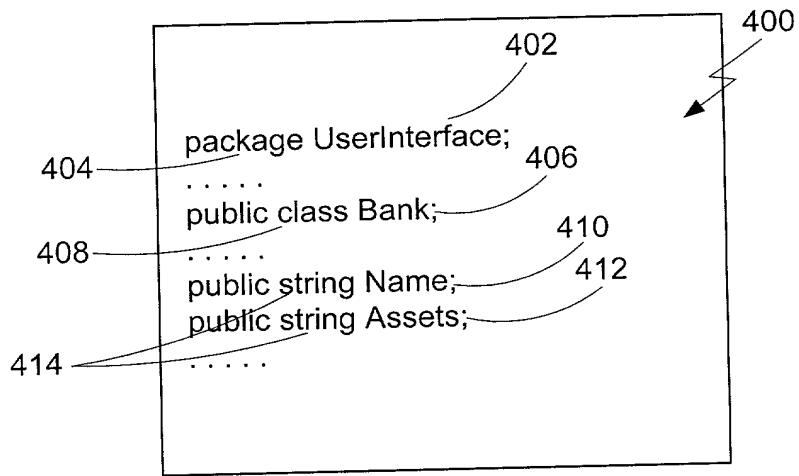 400
402
package UserInterface;
404
. . . . .
406
public class Bank;
408
. . . . .
410
public string Name;
412
public string Assets;
414
. . . . .